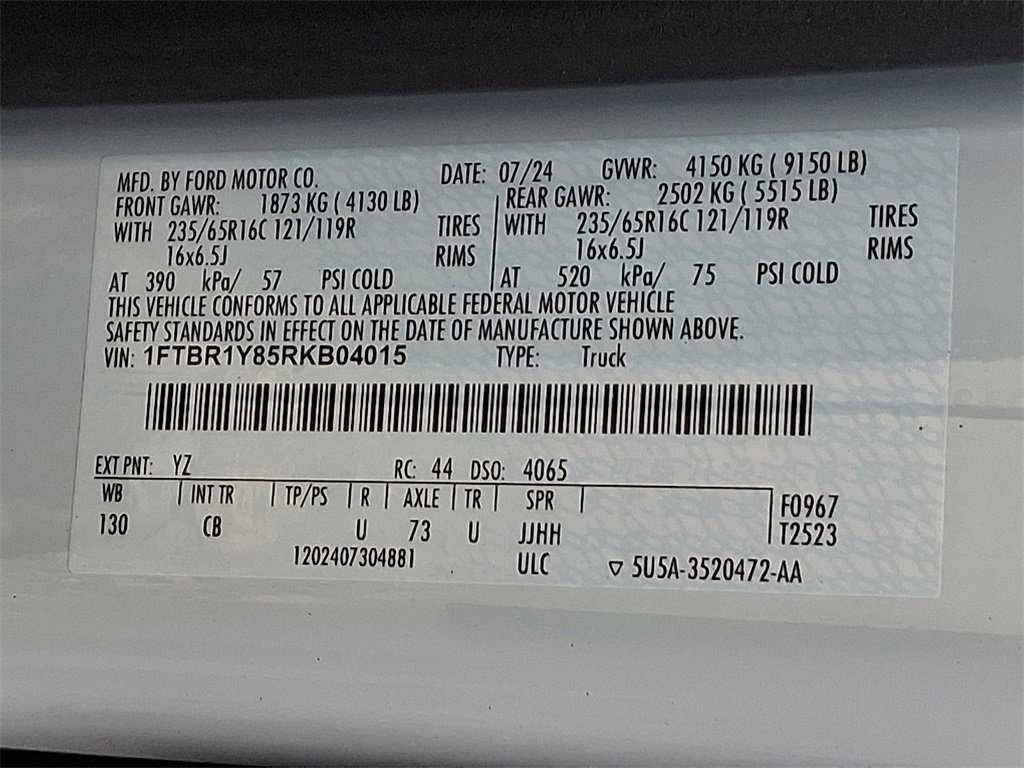 MFD. BY FORD MOTOR CO. DATE: 07/24 GVWR: 4150 KG ( 9150 LB)
FRONT GAWR: 1873 KG ( 4130 LB) REAR GAWR: 2502 KG ( 5515 LB)
WITH 235/65R16C 121/119R TIRES WITH 235/65R16C 121/119R TIRES
16x6.5J RIMS 16x6.5J RIMS
AT 390 kPa/ 57 PSI COLD AT 520 kPa/ 75 PSI COLD
THIS VEHICLE CONFORMS TO ALL APPLICABLE FEDERAL MOTOR VEHICLE
SAFETY STANDARDS IN EFFECT ON THE DATE OF MANUFACTURE SHOWN ABOVE.
VIN: 1FTBR1Y85RKB04015 TYPE: Truck
EXT PNT: YZ RC: 44 DSO: 4065
WB INT TR TP/PS R AXLE TR SPR F0967
130 CB U 73 U JJHH T2523
1202407304881 ULC ▽ 5U5A-3520472-AA